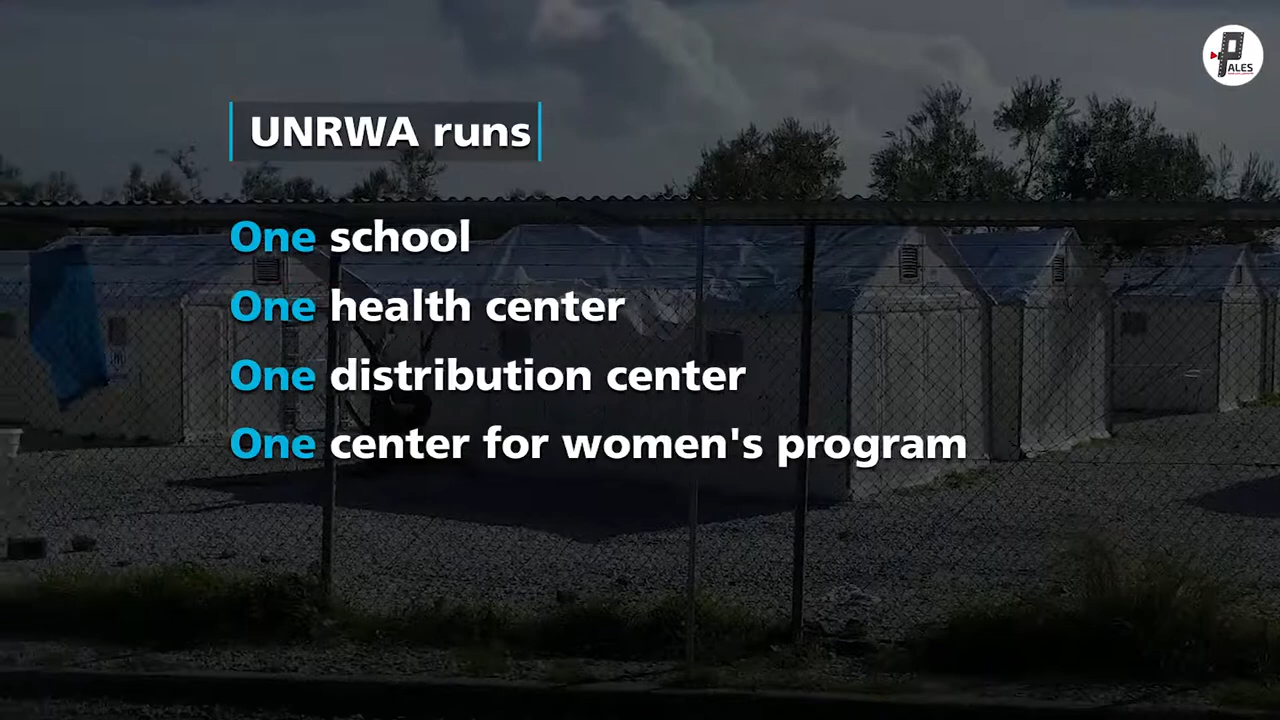 UNRWA runs
One school
One health center
One distribution center
One center for women's program
PALES